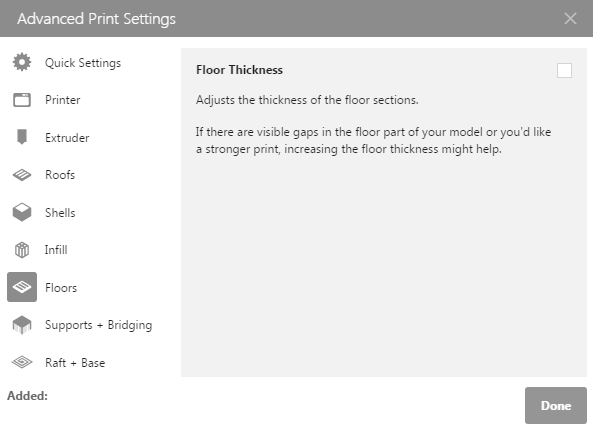 Advanced Print Settings
Quick Settings
Printer
Extruder
Roofs
Shells
Infill
Floors
Supports + Bridging
Raft + Base
Floor Thickness
Adjusts the thickness of the floor sections.
If there are visible gaps in the floor part of your model or you'd like
a stronger print, increasing the floor thickness might help.
Added:
Done